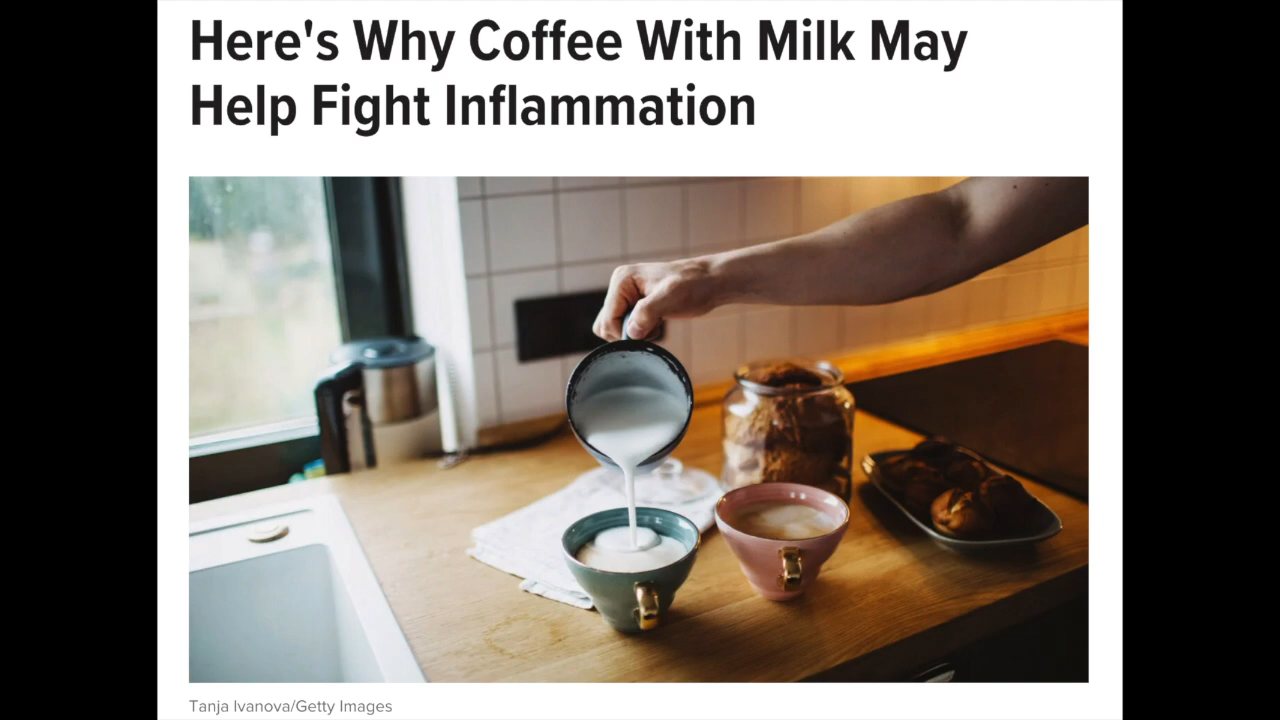 Here's Why Coffee With Milk May
Help Fight Inflammation
Tanja Ivanova/Getty Images